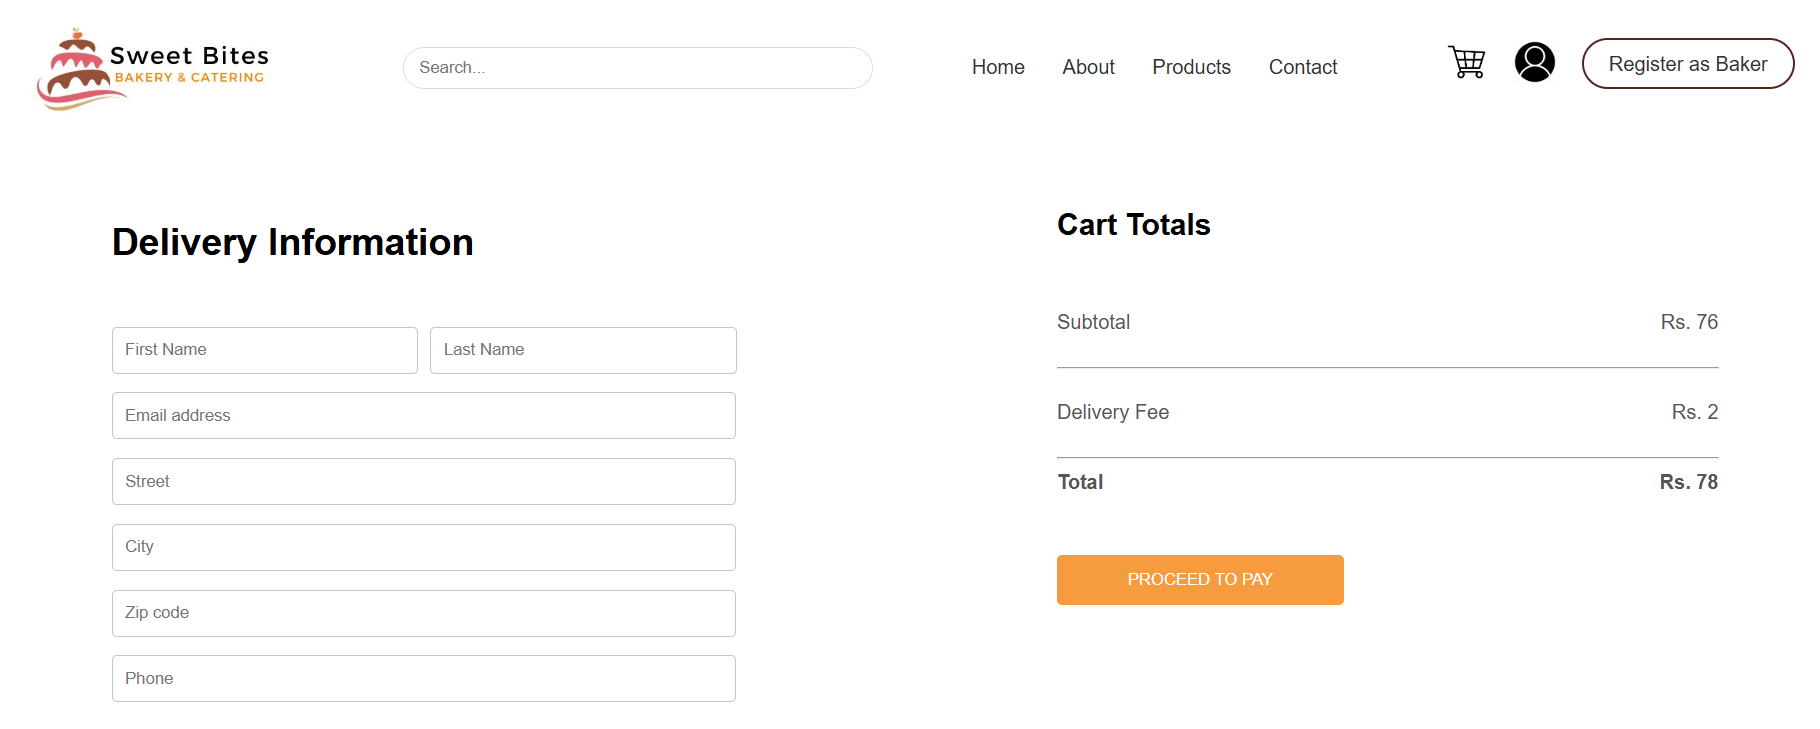 Sweet Bites
BAKERY & CATERING
Search...
Home About Products Contact
Register as Baker
Delivery Information
First Name Last Name
Email address
Street
City
Zip code
Phone
Cart Totals
Subtotal Rs. 76
Delivery Fee Rs. 2
Total Rs. 78
PROCEED TO PAY